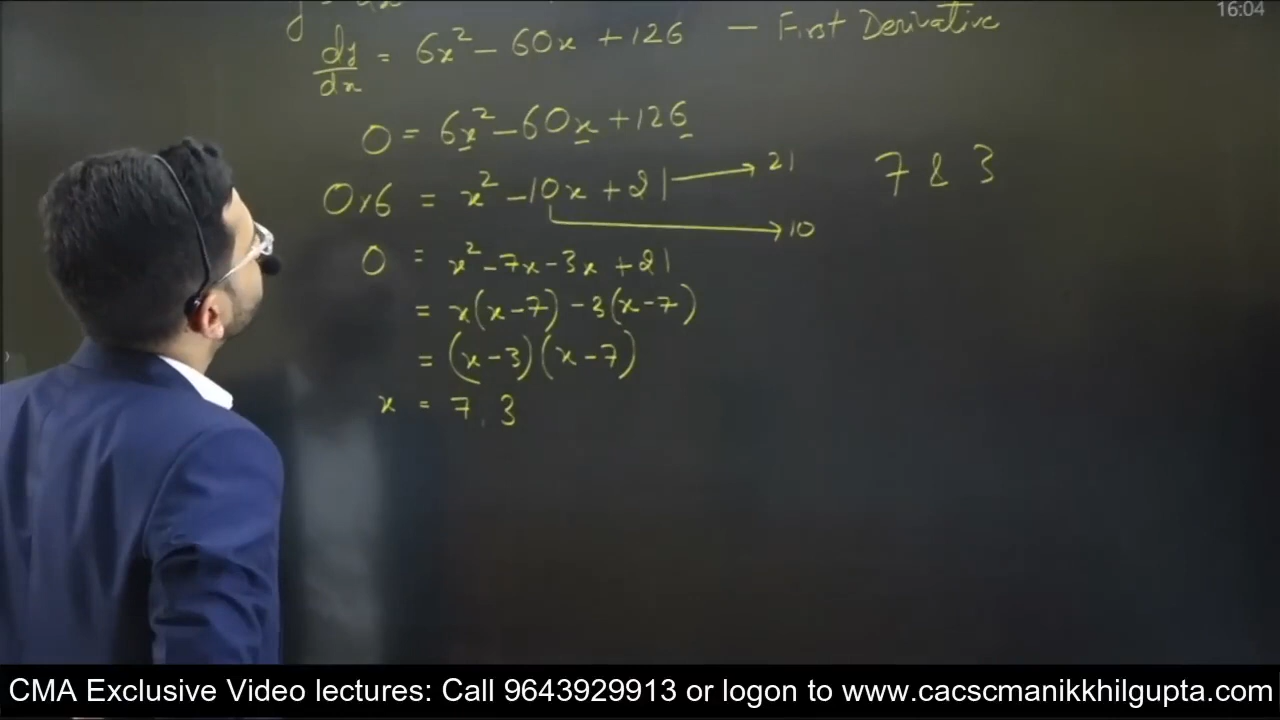 16:04
dy/dx = 6x² – 60x + 126 — First Derivative
0 = 6x² – 60x + 126
0x6 = x² – 10x + 21 → 21
→ 10
7 & 3
0 = x² – 7x – 3x + 21
= x(x – 7) – 3(x – 7)
= (x – 3)(x – 7)
x = 7, 3
CMA Exclusive Video lectures: Call 9643929913 or logon to www.cacscmanikkhilgupta.com